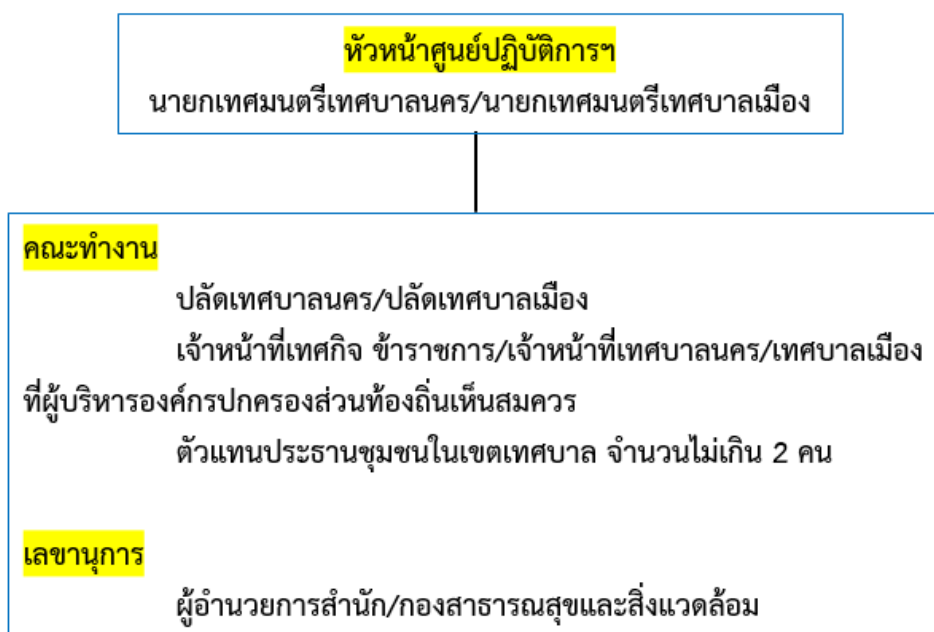 หัวหน้าศูนย์ปฏิบัติการฯ
นายกเทศมนตรีเทศบาลนคร/นายกเทศมนตรีเทศบาลเมือง
คณะทำงาน
ปลัดเทศบาลนคร/ปลัดเทศบาลเมือง
เจ้าหน้าที่เทศกิจ ข้าราชการ/เจ้าหน้าที่เทศบาลนคร/เทศบาลเมือง
ที่ผู้บริหารองค์กรปกครองส่วนท้องถิ่นเห็นสมควร
ตัวแทนประธานชุมชนในเขตเทศบาล จำนวนไม่เกิน 2 คน
เลขานุการ
ผู้อำนวยการสำนัก/กองสาธารณสุขและสิ่งแวดล้อม